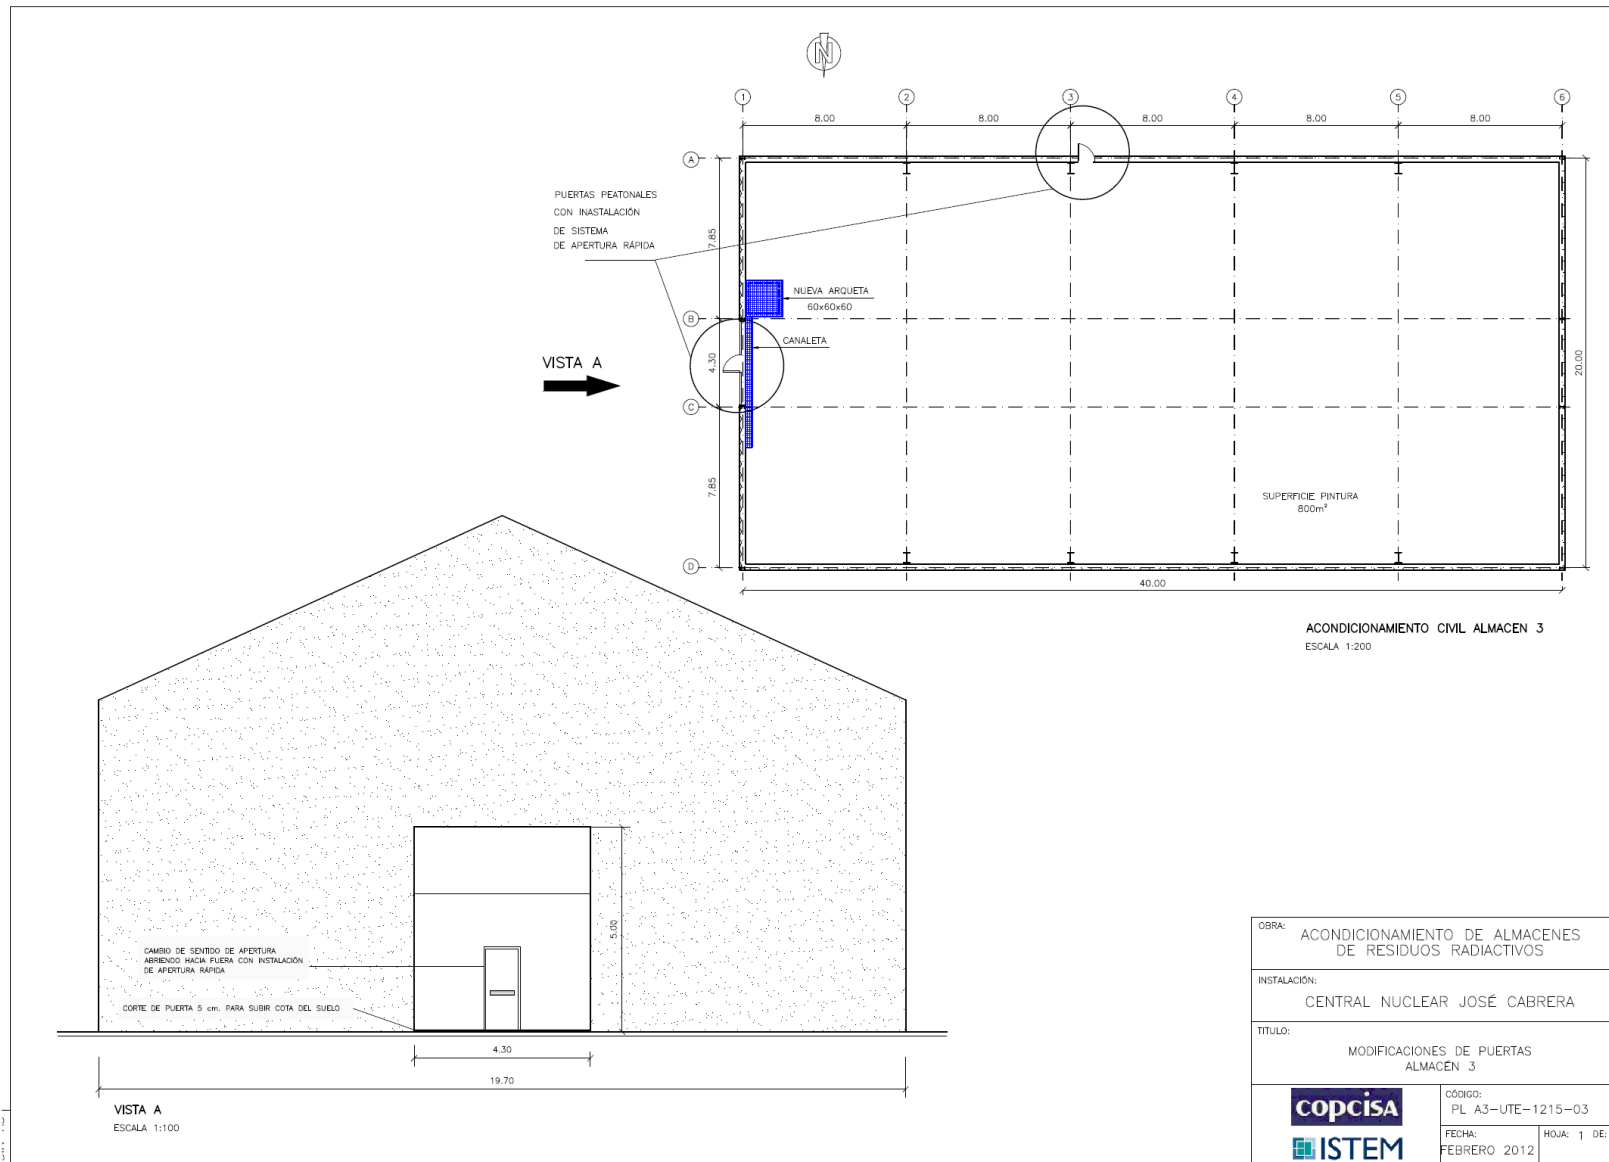 N
1
2
3
4
5
6
8.00
8.00
8.00
8.00
8.00
A
B
C
D
7.85
4.30
7.85
20.00
40.00
PUERTAS PEATONALES
CON INASTALACIÓN
DE SISTEMA
DE APERTURA RÁPIDA
NUEVA ARQUETA
60x60x60
CANALETA
VISTA A
SUPERFICIE PINTURA
800m²
ACONDICIONAMIENTO CIVIL ALMACEN 3
ESCALA 1:200
5.00
CAMBIO DE SENTIDO DE APERTURA
ABRIENDO HACIA FUERA CON INSTALACIÓN
DE APERTURA RÁPIDA
CORTE DE PUERTA 5 cm. PARA SUBIR COTA DEL SUELO
4.30
19.70
VISTA A
ESCALA 1:100
OBRA:
ACONDICIONAMIENTO DE ALMACENES
DE RESIDUOS RADIACTIVOS
INSTALACIÓN:
CENTRAL NUCLEAR JOSÉ CABRERA
TITULO:
MODIFICACIONES DE PUERTAS
ALMACÉN 3
copcisa
ISTEM
CÓDIGO:
PL A3-UTE-1215-03
FECHA:
FEBRERO 2012
HOJA: 1 DE: